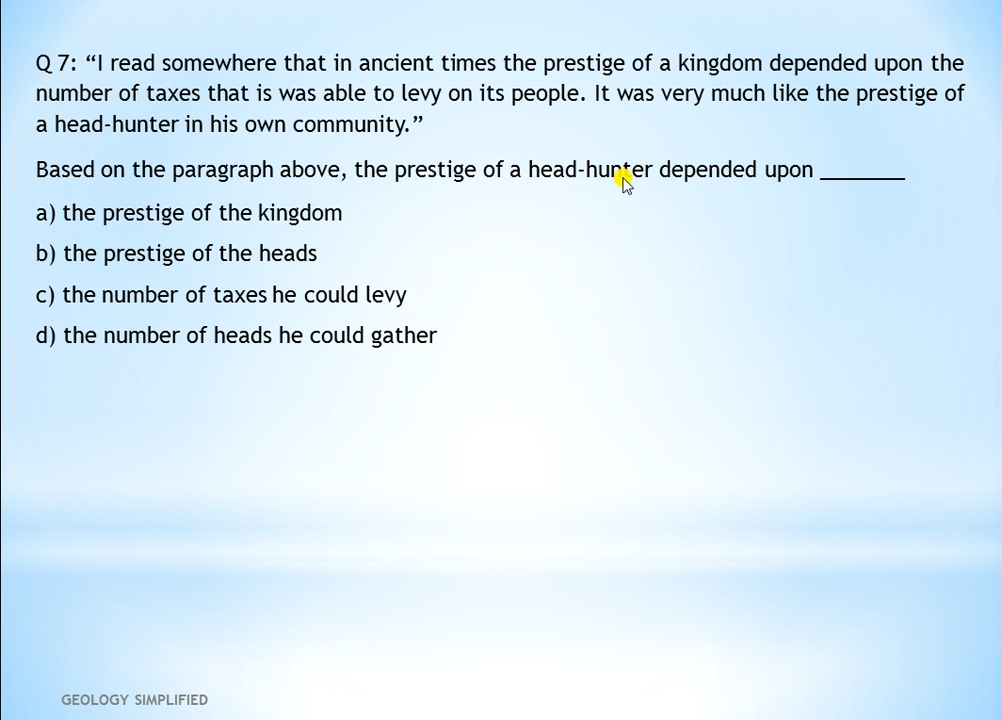 Q 7: “I read somewhere that in ancient times the prestige of a kingdom depended upon the
number of taxes that is was able to levy on its people. It was very much like the prestige of
a head-hunter in his own community.”
Based on the paragraph above, the prestige of a head-hunter depended upon _______
a) the prestige of the kingdom
b) the prestige of the heads
c) the number of taxes he could levy
d) the number of heads he could gather
GEOLOGY SIMPLIFIED